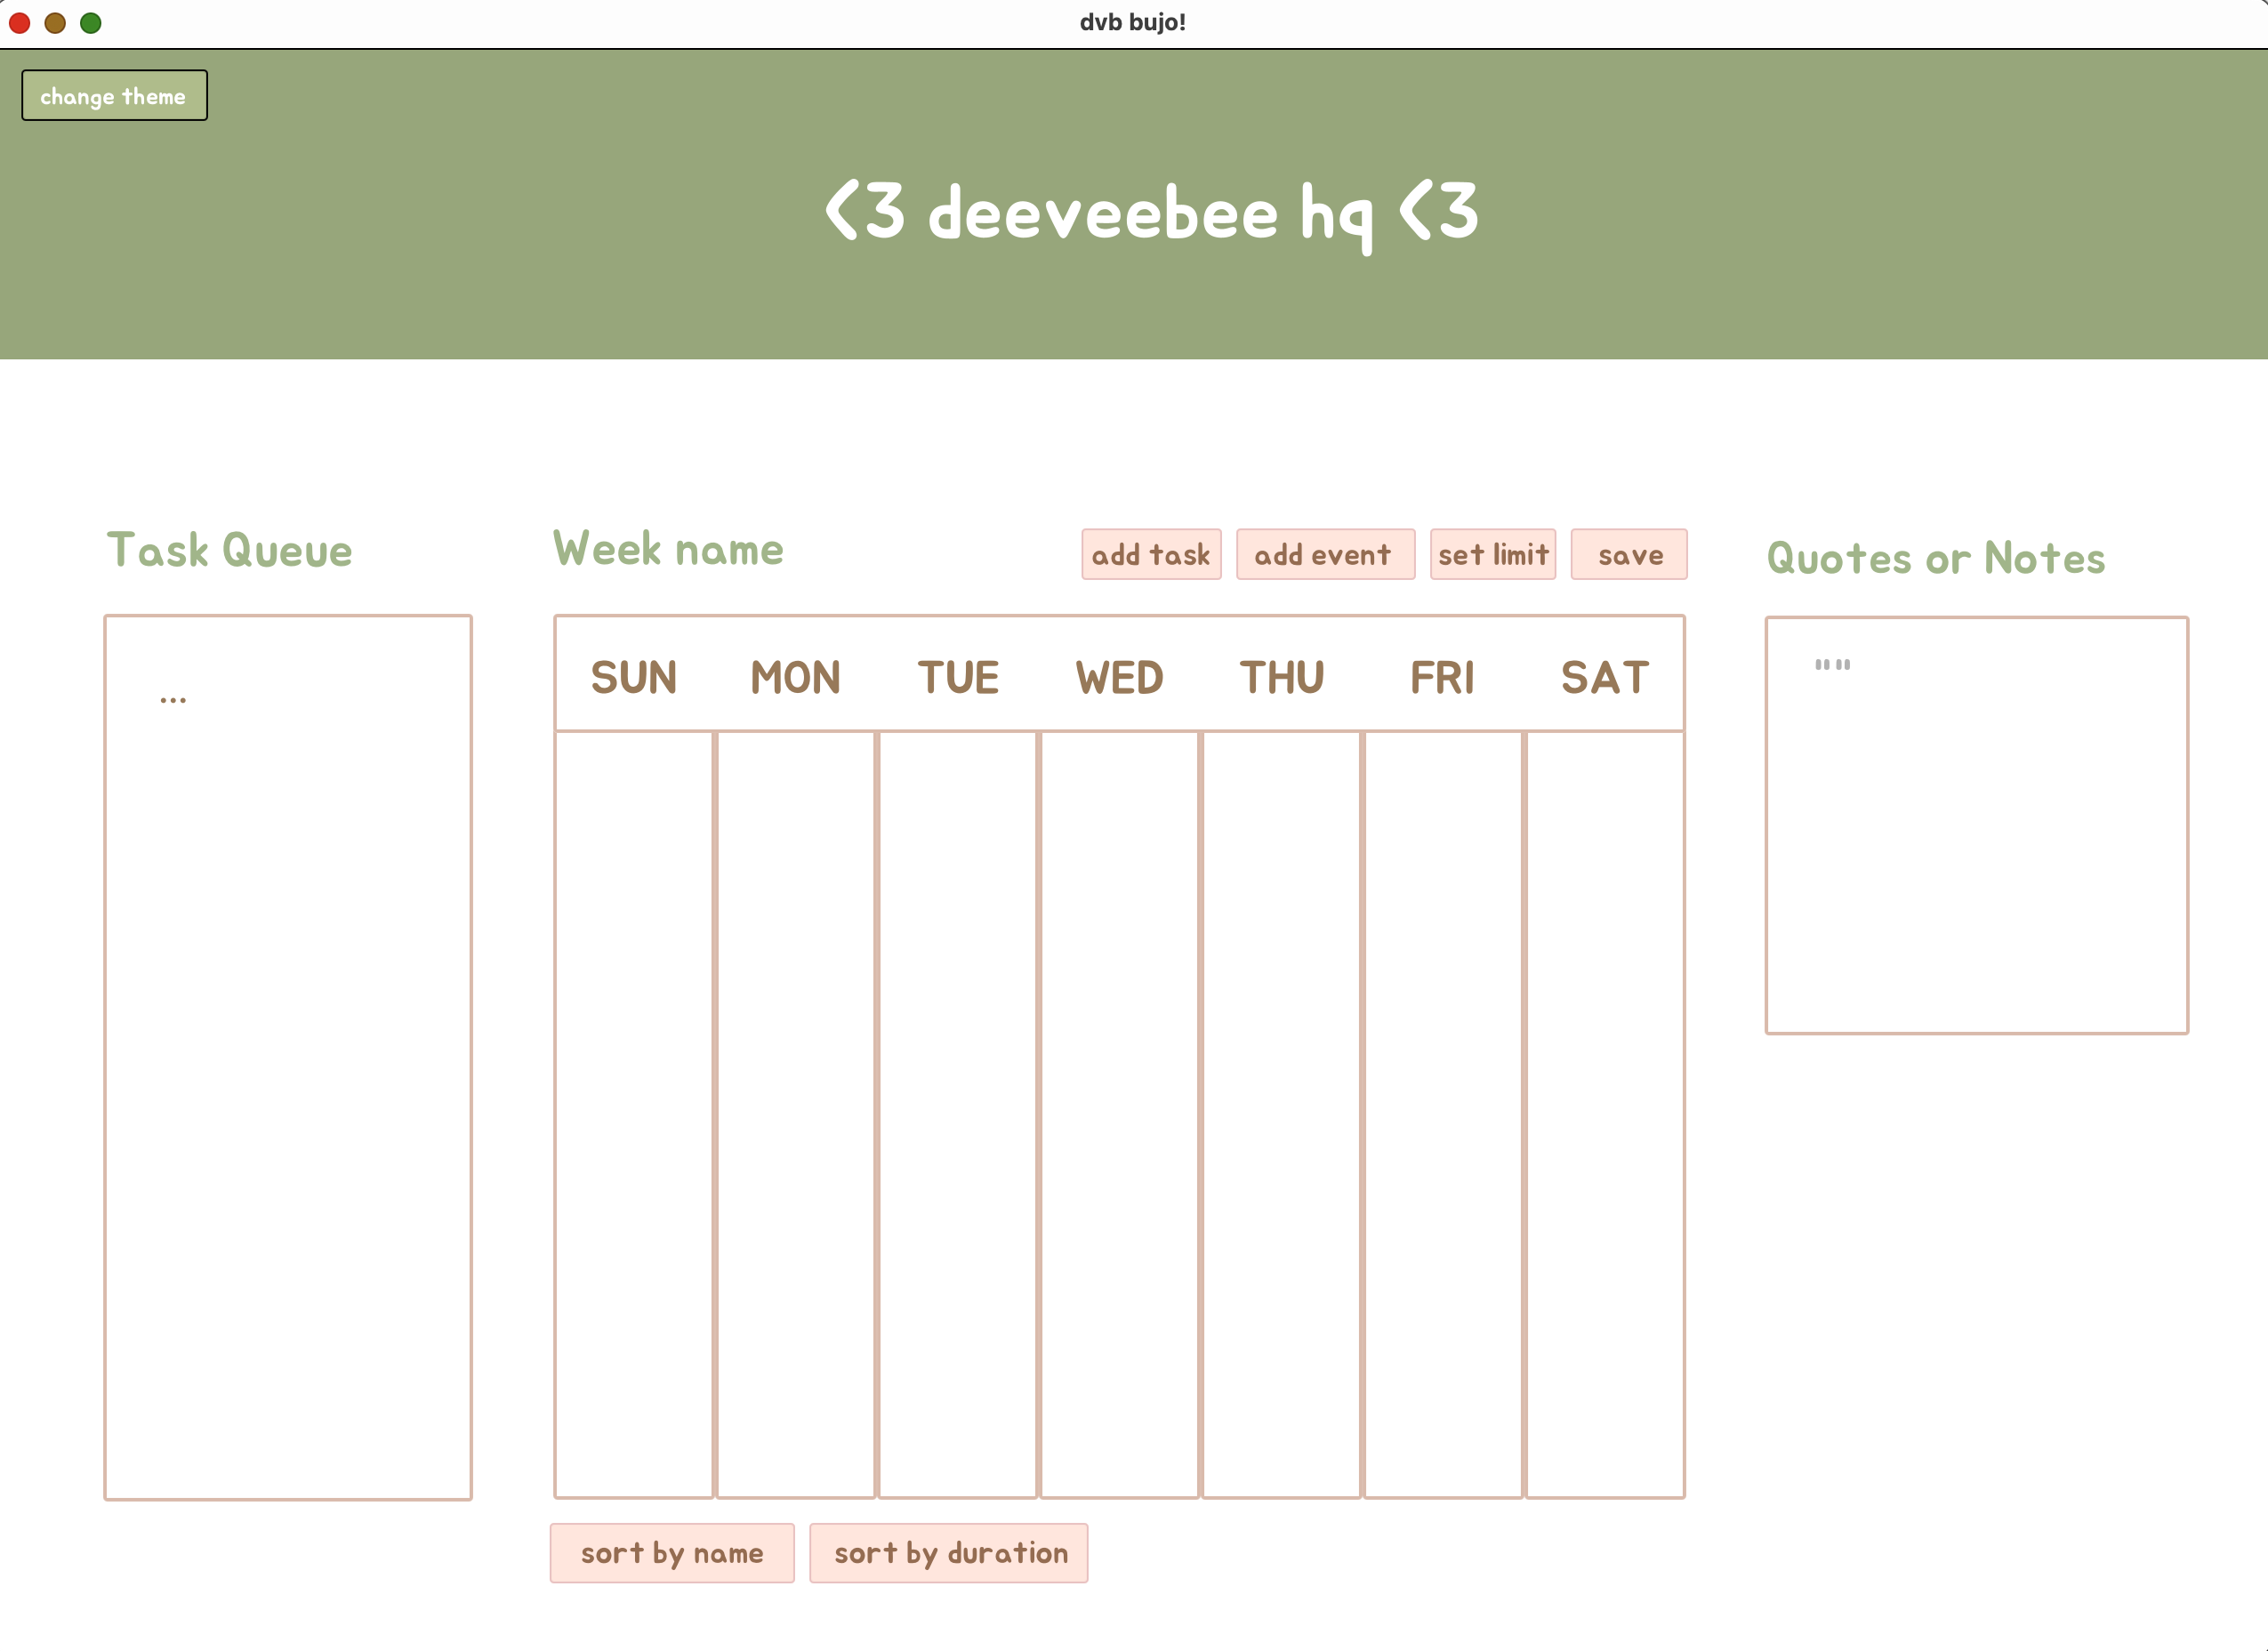 dvb bujo!
change theme
<3 deeveebee hq <3
Task Queue
...
Week name
add task add event set limit save
SUN MON TUE WED THU FRI SAT
sort by name sort by duration
Quotes or Notes
""